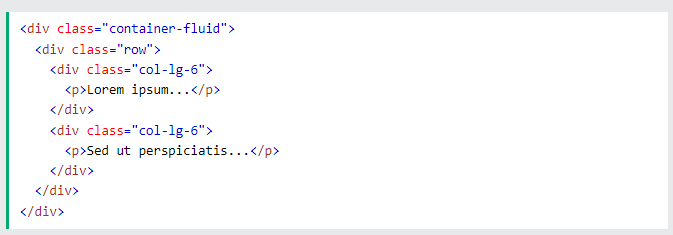 <div class="container-fluid">
  <div class="row">
    <div class="col-lg-6">
      <p>Lorem ipsum...</p>
    </div>
    <div class="col-lg-6">
      <p>Sed ut perspiciatis...</p>
    </div>
  </div>
</div>